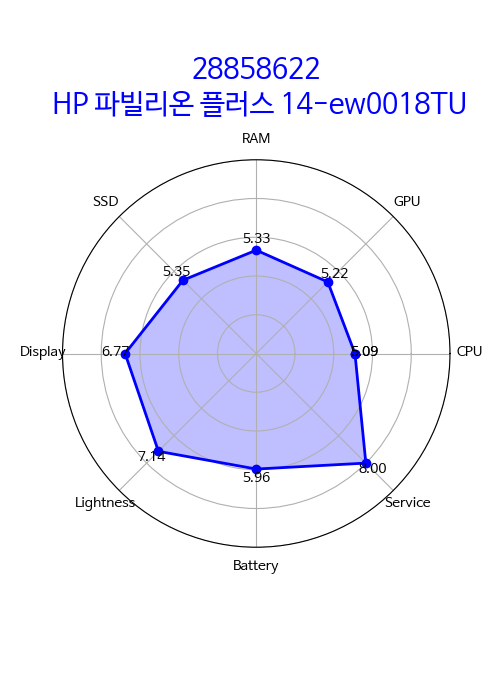 28858622
HP 파빌리온 플러스 14-ew0018TU
RAM
SSD
GPU
5.33
5.35
5.22
Display
6.77
5.09
CPU
7.14
5.96
8.00
Lightness
Service
Battery